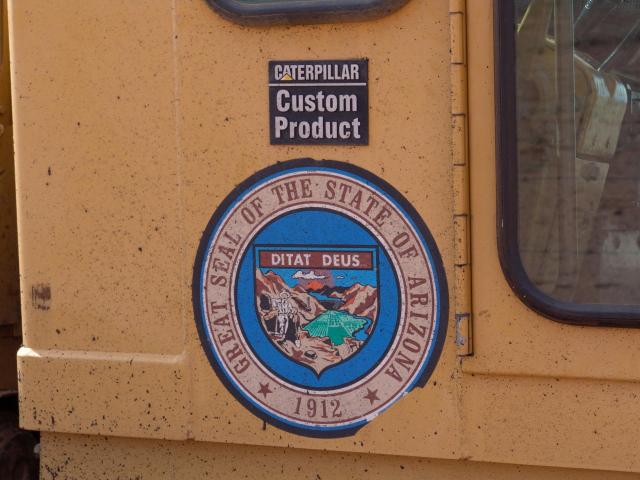 CATERPILLAR
Custom
Product
GREAT SEAL OF THE STATE OF ARIZONA
DITAT DEUS
1912